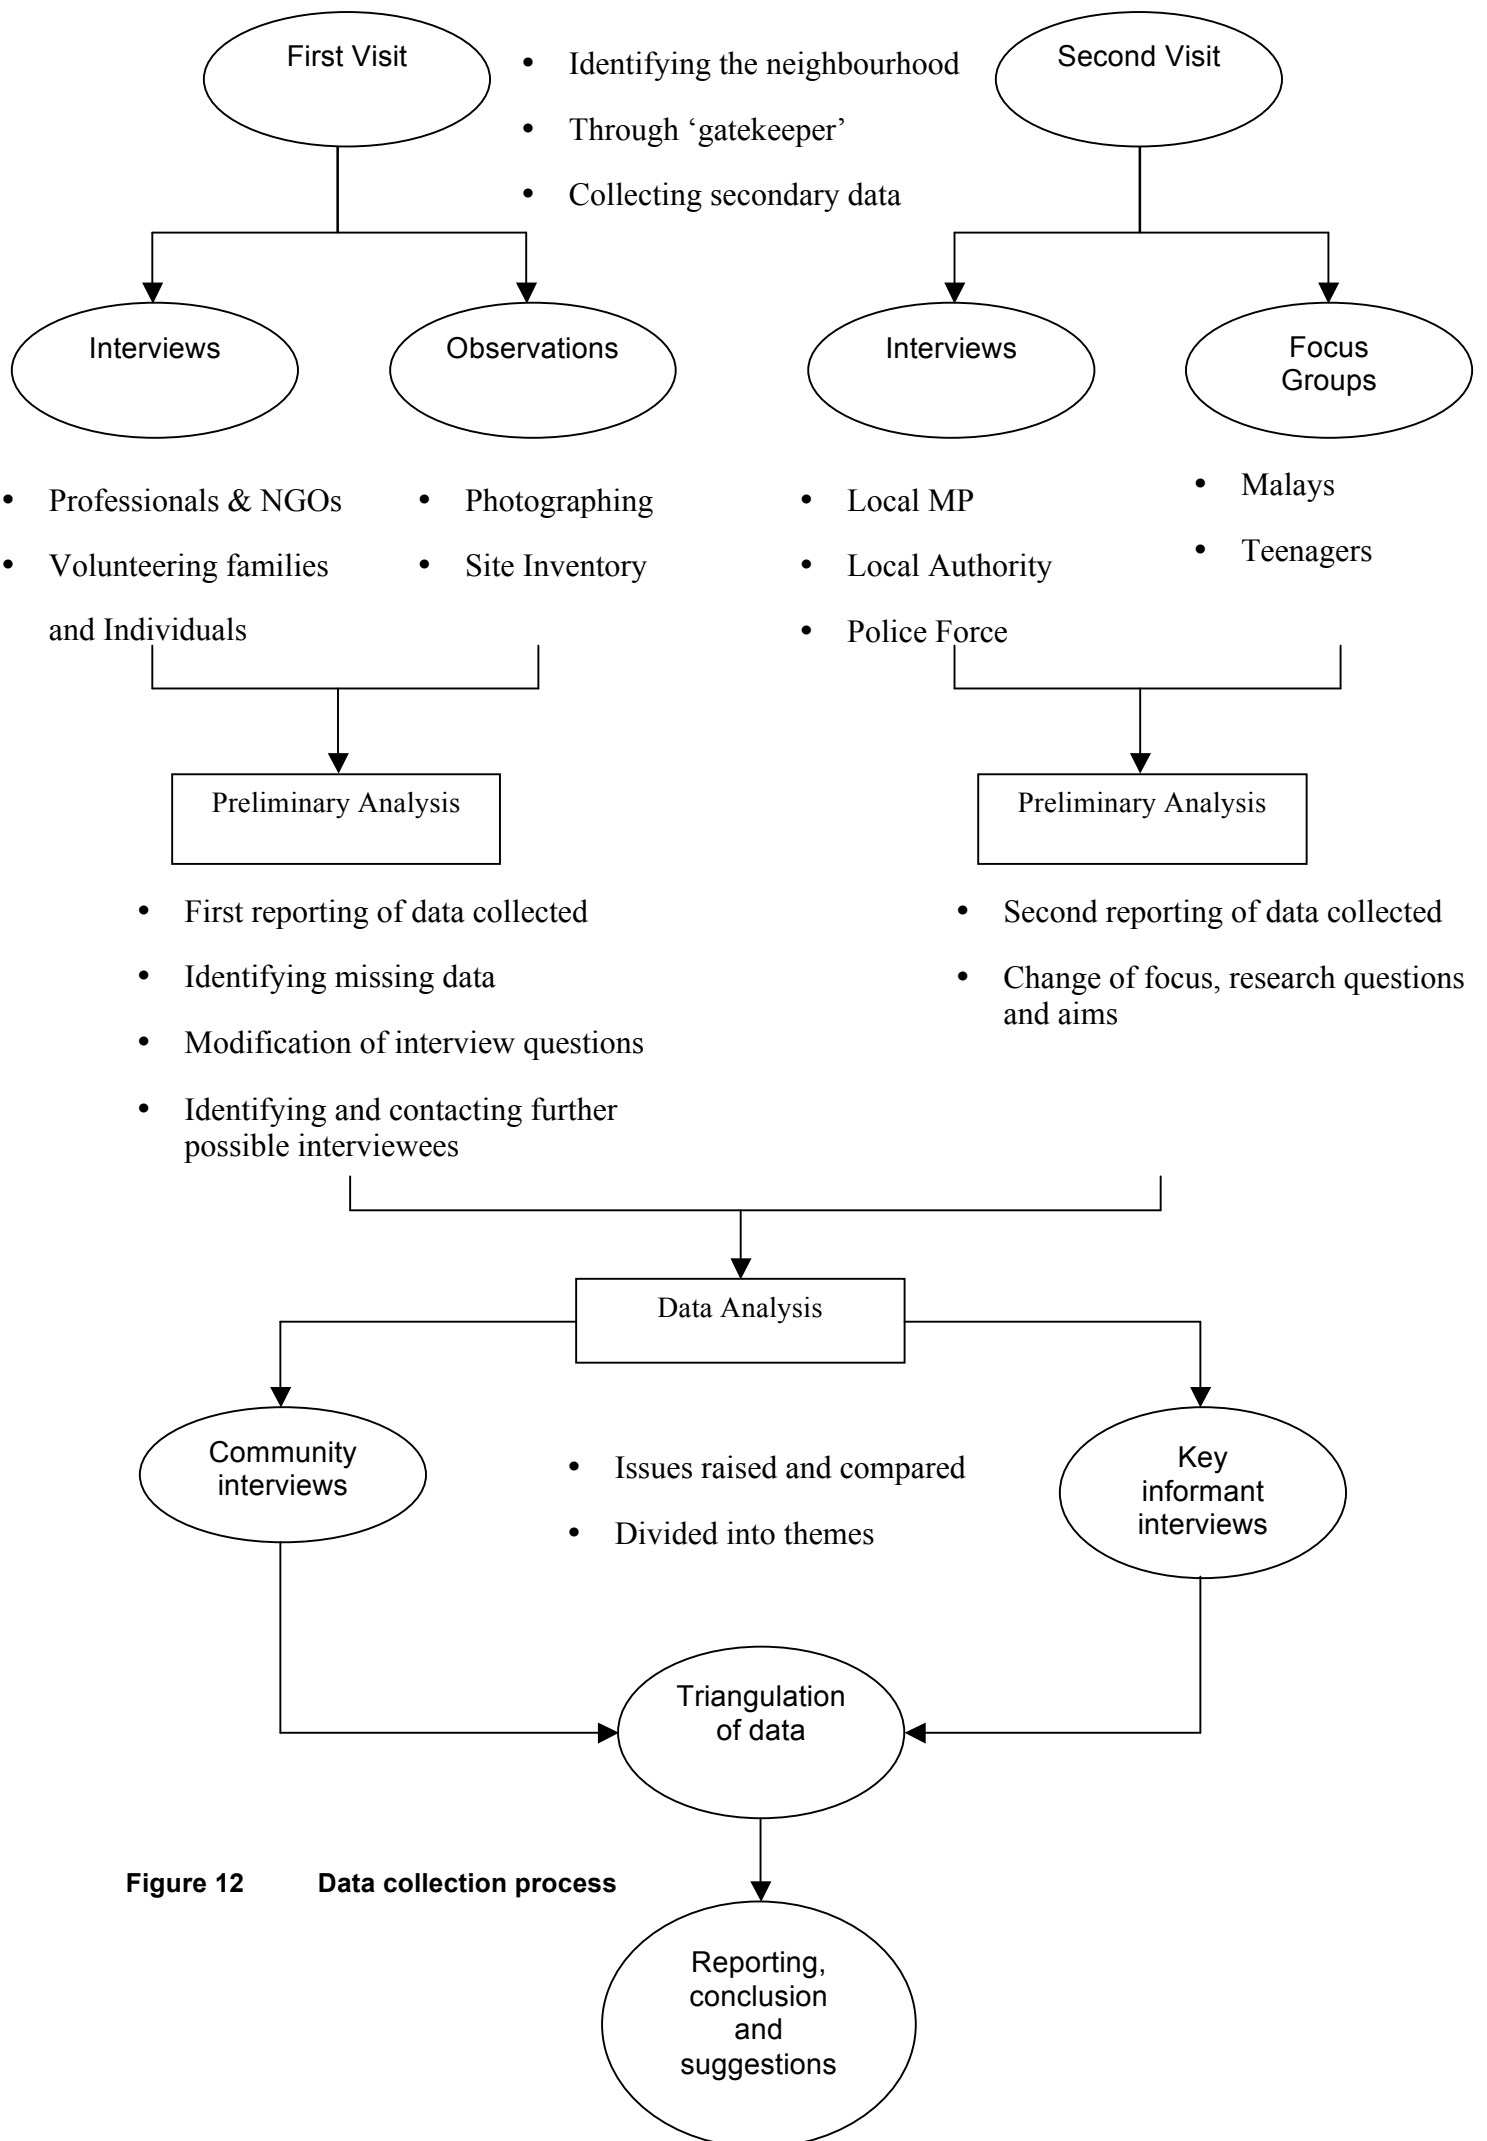 First Visit
• Identifying the neighbourhood
• Through ‘gatekeeper’
• Collecting secondary data
Second Visit
Interviews
Observations
Interviews
Focus
Groups
• Professionals & NGOs
• Volunteering families
and Individuals
• Photographing
• Site Inventory
• Local MP
• Local Authority
• Police Force
• Malays
• Teenagers
Preliminary Analysis
Preliminary Analysis
• First reporting of data collected
• Identifying missing data
• Modification of interview questions
• Identifying and contacting further
possible interviewees
• Second reporting of data collected
• Change of focus, research questions
and aims
Data Analysis
Community
interviews
• Issues raised and compared
• Divided into themes
Key
informant
interviews
Triangulation
of data
Figure 12 Data collection process
Reporting,
conclusion
and
suggestions